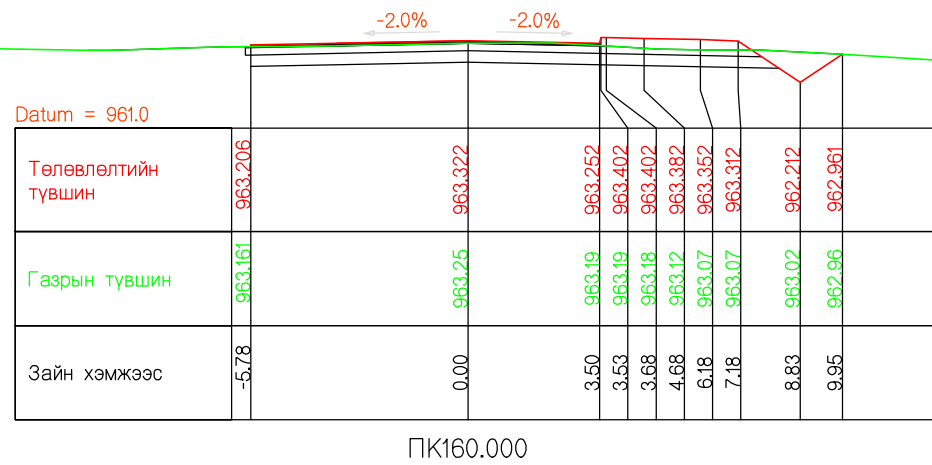 -2.0% -2.0%
Datum = 961.0
Төлөвлөлтийн
түвшин
963.206 963.322 963.252 963.402 963.402 963.382 963.352 963.312 962.212 962.961
Газрын түвшин
963.161 963.25 963.19 963.19 963.18 963.12 963.07 963.07 963.02 962.96
Зайн хэмжээс
-5.78 0.00 3.50 3.53 3.68 4.68 6.18 7.18 8.83 9.95
ПК160.000